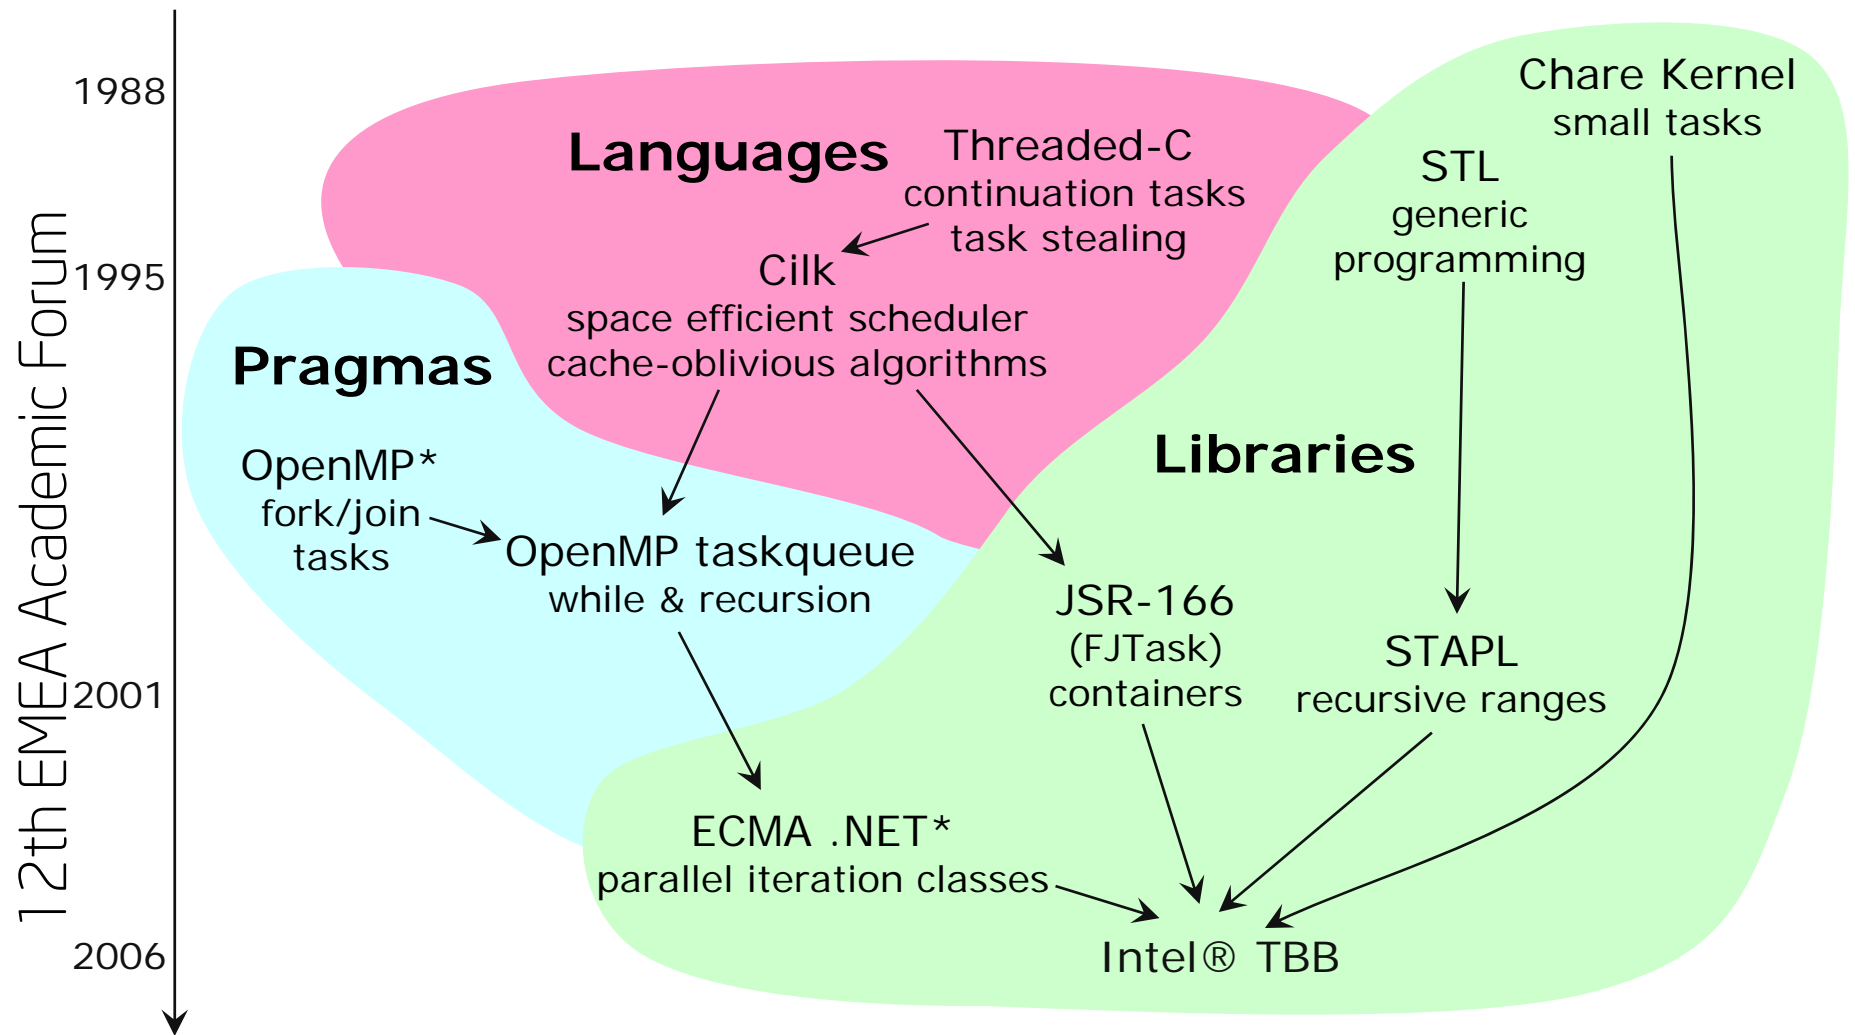 12th EMEA Academic Forum
1988
1995
2001
2006
Languages
Threaded-C
continuation tasks
task stealing
Cilk
space efficient scheduler
cache-oblivious algorithms
Pragmas
OpenMP*
fork/join
tasks
OpenMP taskqueue
while & recursion
Libraries
Chare Kernel
small tasks
STL
generic
programming
JSR-166
(FJTask)
containers
STAPL
recursive ranges
ECMA .NET*
parallel iteration classes
Intel® TBB